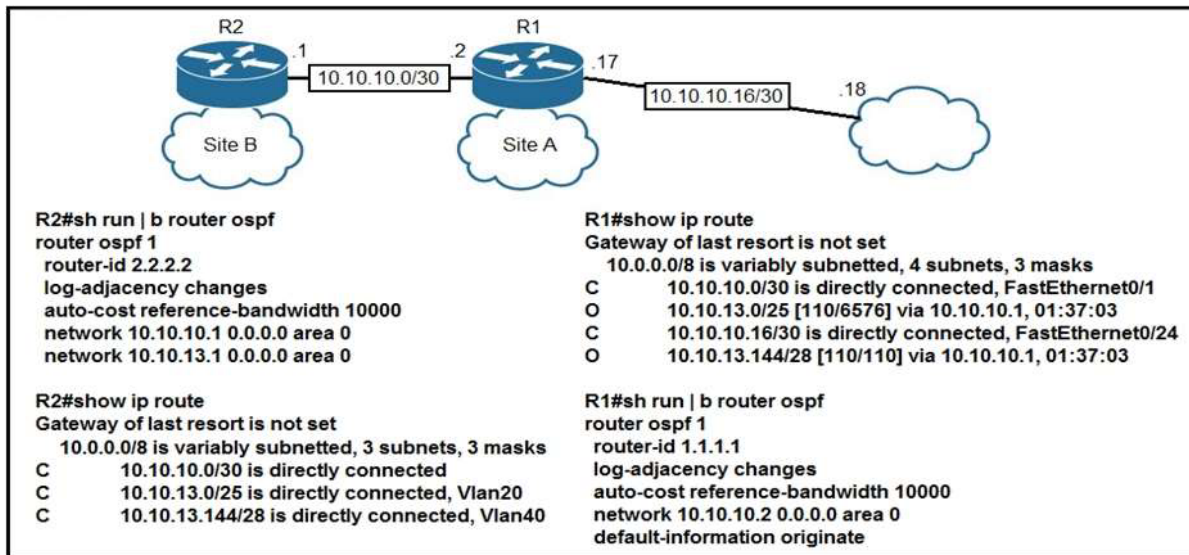 R2
R1
.1
.2
.17
10.10.10.0/30
10.10.10.16/30
.18
Site B
Site A
R2#sh run | b router ospf
router ospf 1
router-id 2.2.2.2
log-adjacency changes
auto-cost reference-bandwidth 10000
network 10.10.10.1 0.0.0.0 area 0
network 10.10.13.1 0.0.0.0 area 0
R2#show ip route
Gateway of last resort is not set
10.0.0.0/8 is variably subnetted, 3 subnets, 3 masks
C 10.10.10.0/30 is directly connected
C 10.10.13.0/25 is directly connected, Vlan20
C 10.10.13.144/28 is directly connected, Vlan40
R1#show ip route
Gateway of last resort is not set
10.0.0.0/8 is variably subnetted, 4 subnets, 3 masks
C 10.10.10.0/30 is directly connected, FastEthernet0/1
O 10.10.13.0/25 [110/6576] via 10.10.10.1, 01:37:03
C 10.10.10.16/30 is directly connected, FastEthernet0/24
O 10.10.13.144/28 [110/110] via 10.10.10.1, 01:37:03
R1#sh run | b router ospf
router ospf 1
router-id 1.1.1.1
log-adjacency changes
auto-cost reference-bandwidth 10000
network 10.10.10.2 0.0.0.0 area 0
default-information originate